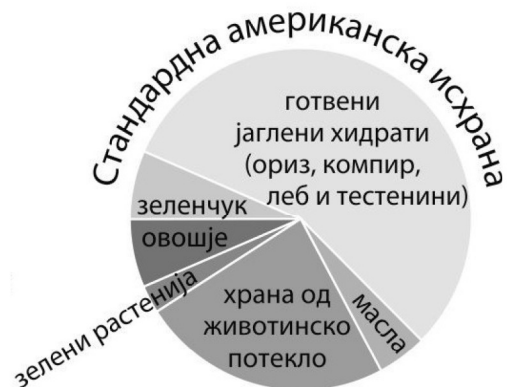 Стандардна американска исхрана
готвени
јаглени хидрати
(ориз, компир,
леб и тестенини)
зеленчук
овошје
зелени растенија
храна од
животинско
потекло
масла